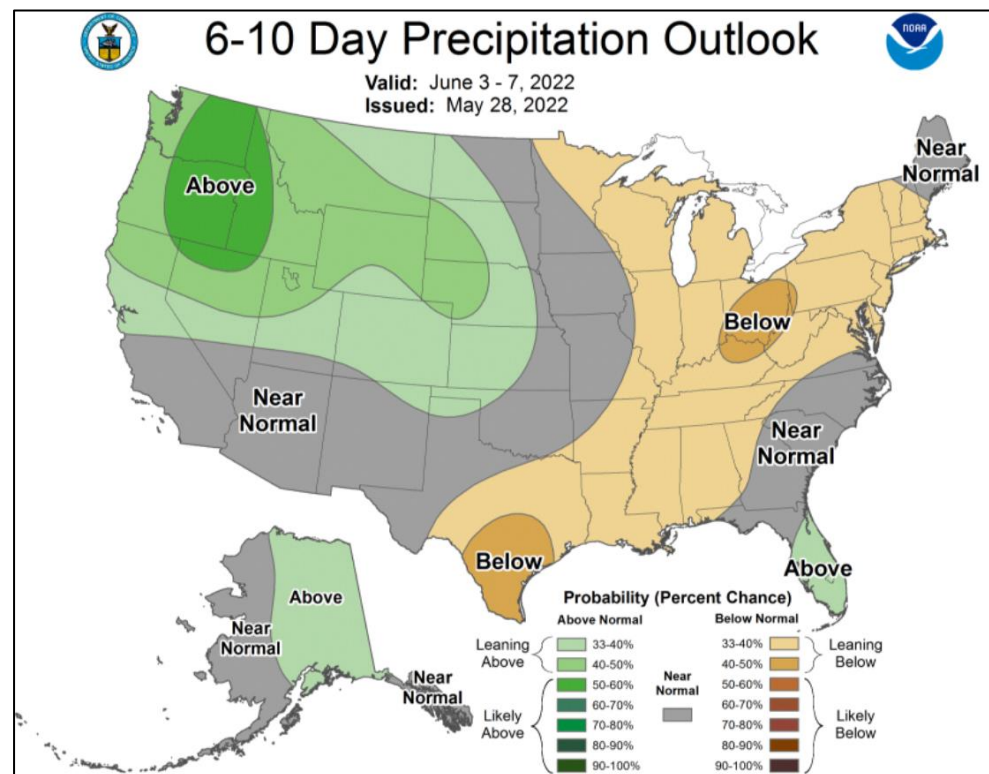 6-10 Day Precipitation Outlook
NOAA
Valid: June 3 - 7, 2022
Issued: May 28, 2022
Near
Normal
Above
Below
Near
Normal
Near
Normal
Below
Above
Above
Near
Normal
Near
Normal
Probability (Percent Chance)
Above Normal
Below Normal
Leaning
Above
33-40%
40-50%
Likely
Above
50-60%
60-70%
70-80%
80-90%
90-100%
Near
Normal
33-40%
40-50%
Leaning
Below
50-60%
60-70%
70-80%
80-90%
90-100%
Likely
Below